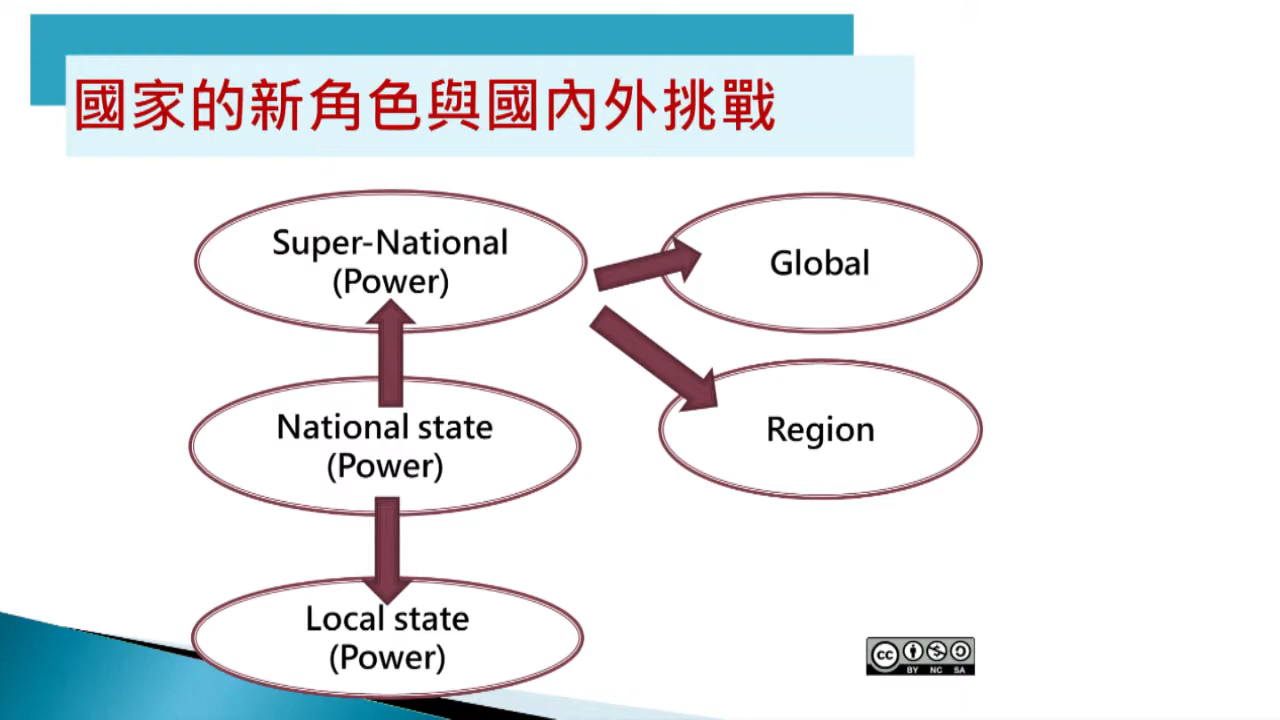 國家的新角色與國內外挑戰
Super-National
(Power)
Global
National state
(Power)
Region
Local state
(Power)
cc
BY NC SA